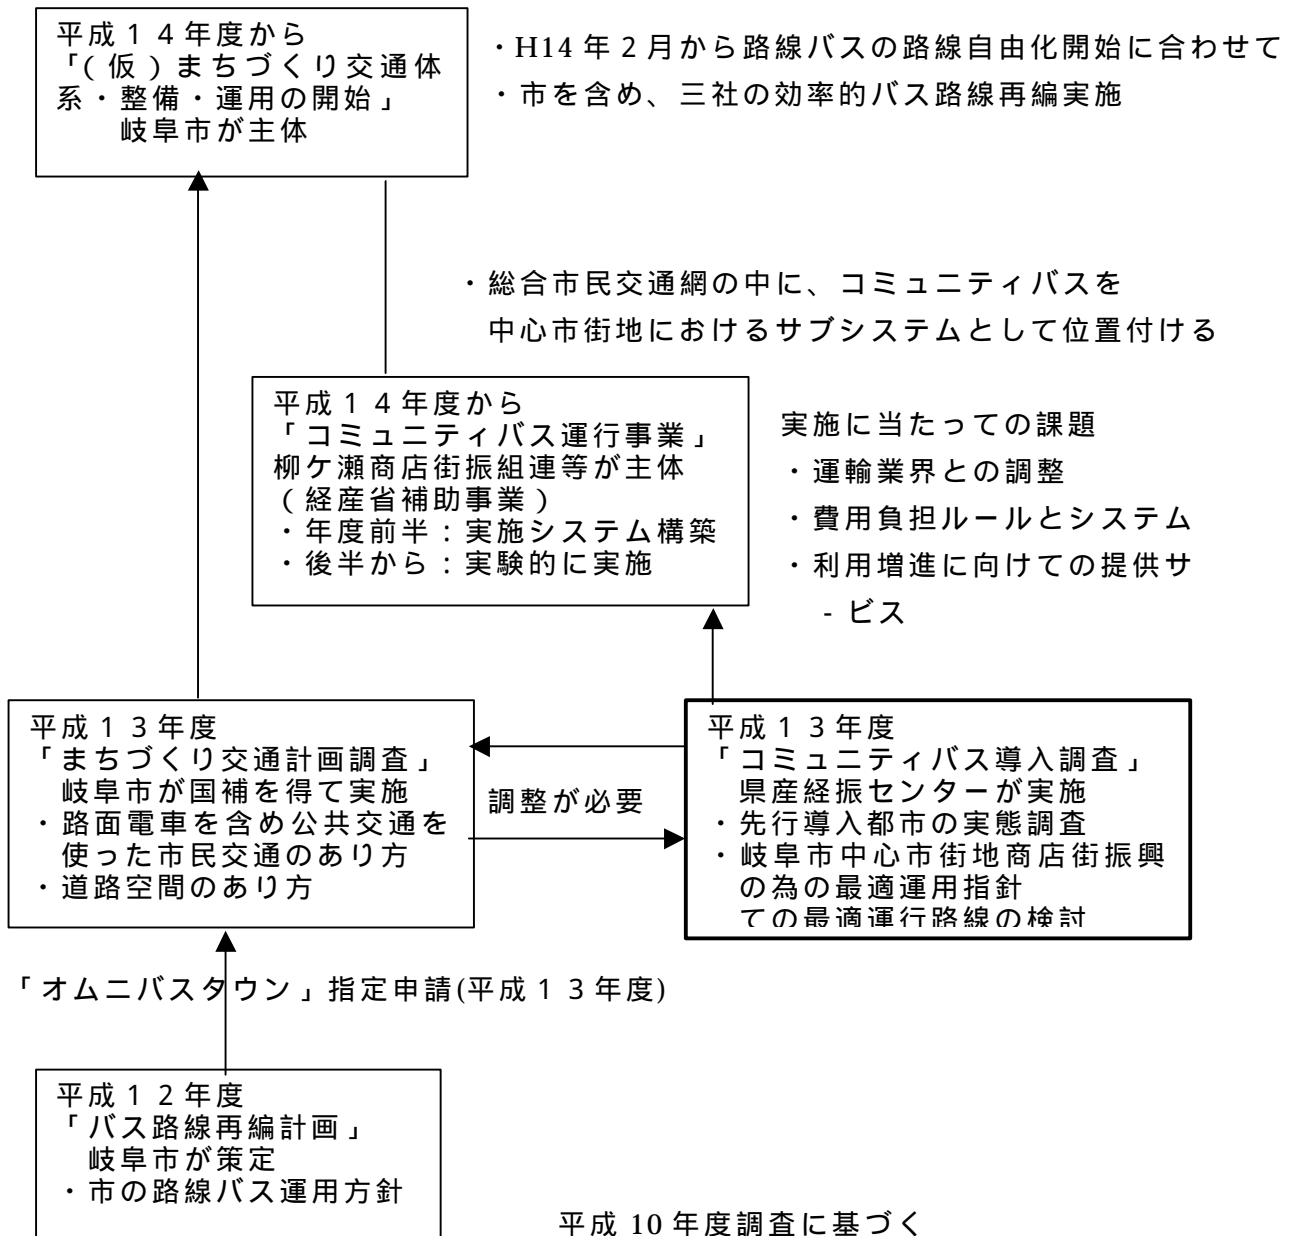 平成１４年度から
「(仮)まちづくり交通体
系・整備・運用の開始」
岐阜市が主体
・H14年２月から路線バスの路線自由化開始に合わせて
・市を含め、三社の効率的バス路線再編実施
・総合市民交通網の中に、コミュニティバスを
中心市街地におけるサブシステムとして位置付ける
平成１４年度から
「コミュニティバス運行事業」
柳ケ瀬商店街振組連等が主体
(経産省補助事業)
・年度前半：実施システム構築
・後半から：実験的に実施
実施に当たっての課題
・運輸業界との調整
・費用負担ルールとシステム
・利用増進に向けての提供サ
-ビス
平成１３年度
「まちづくり交通計画調査」
岐阜市が国補を得て実施
・路面電車を含め公共交通を
使った市民交通のあり方
・道路空間のあり方
調整が必要
平成１３年度
「コミュニティバス導入調査」
県産経振センターが実施
・先行導入都市の実態調査
・岐阜市中心市街地商店街振興
の為の最適運用指針
ての最適運行路線の検討
「オムニバスタウン」指定申請(平成１３年度)
平成１２年度
「バス路線再編計画」
岐阜市が策定
・市の路線バス運用方針
平成10年度調査に基づく